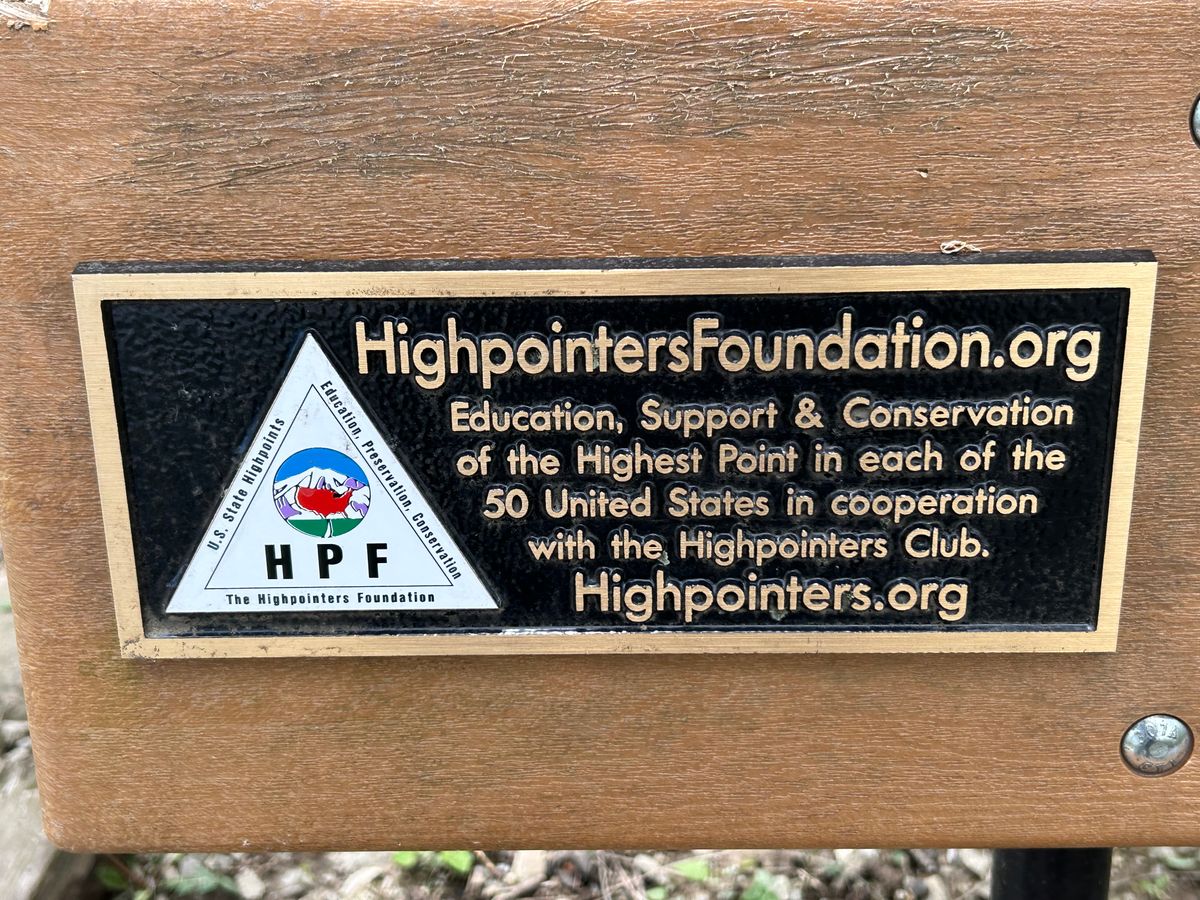 HighpointersFoundation.org
Education, Support & Conservation
of the Highest Point in each of the
50 United States in cooperation
with the Highpointers Club.
Highpointers.org
U.S. State Highpoints
Education, Preservation, Conservation
HPF
The Highpointers Foundation